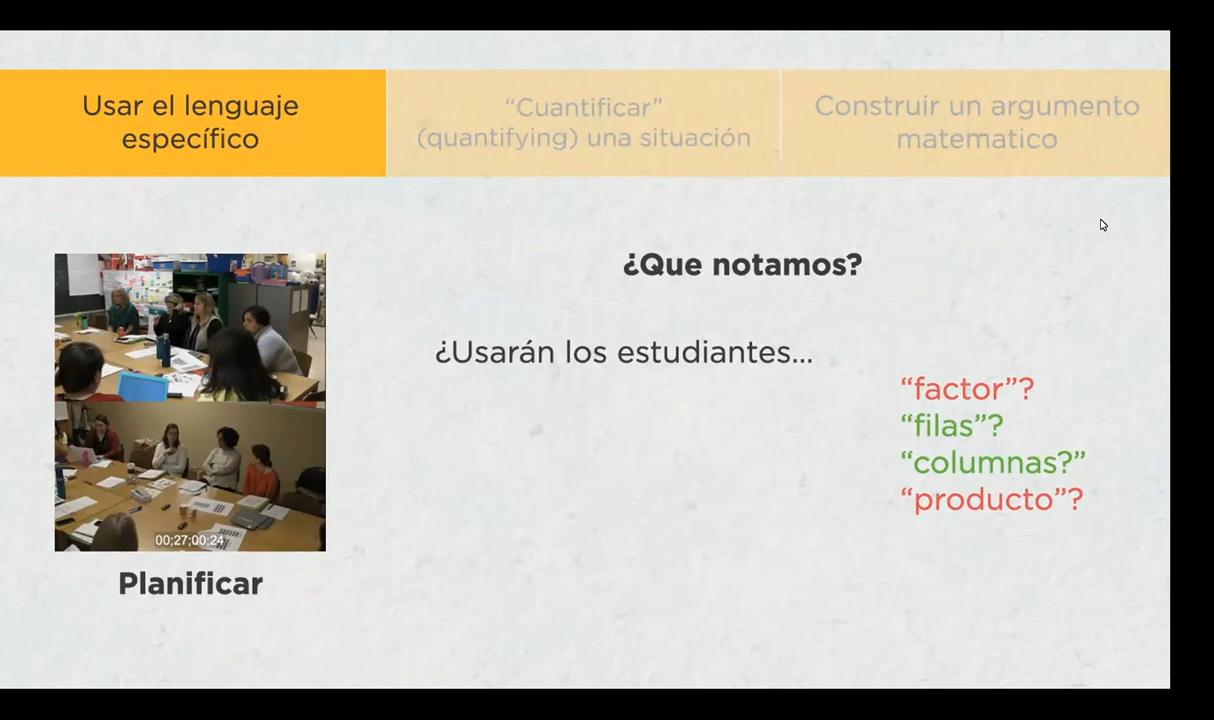 Usar el lenguaje
específico
“Cuantificar”
(quantifying) una situación
Construir un argumento
matematico
¿Que notamos?
¿Usarán los estudiantes...
“factor”?
“filas”?
“columnas?”
“producto”?
00;27;00;24
Planificar